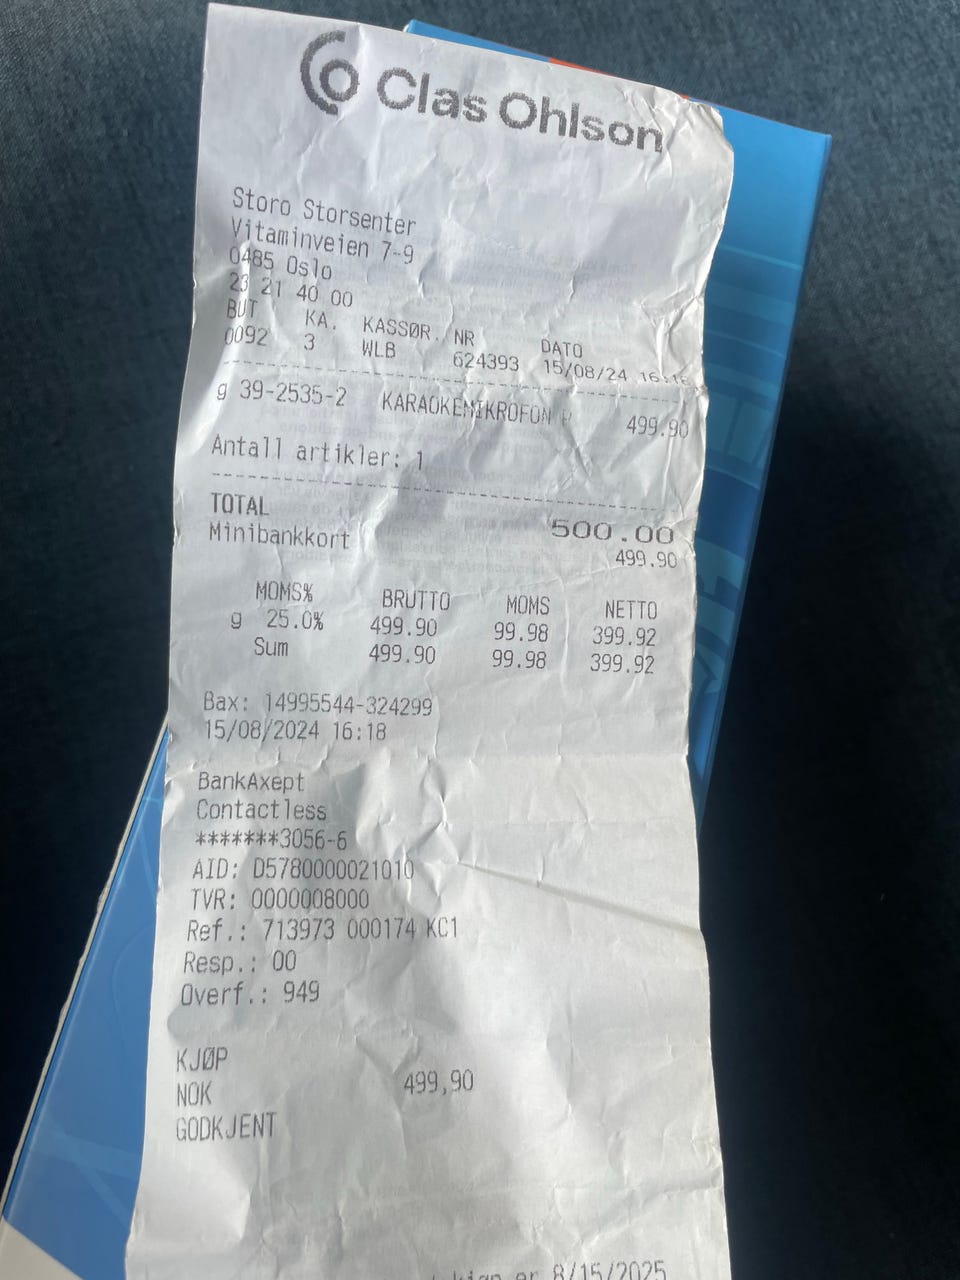 Clas Ohlson
Storo Storsenter
Vitaminveien 7-9
0485 Oslo
23 21 40 00
BUT KA. KASSØR. NR DATO
0092 3 WLB 624393 15/08/24 16:18
g 39-2535-2 KARAOKEMIKROFON 499.90
Antall artikler: 1
TOTAL 500.00
Minibankkort 499.90
MOMS% BRUTTO MOMS NETTO
g 25.0% 499.90 99.98 399.92
Sum 499.90 99.98 399.92
Bax: 14995544-324299
15/08/2024 16:18
BankAxept
Contactless
*******3056-6
AID: D5780000021010
TVR: 0000008000
Ref.: 713973 000174 KC1
Resp.: 00
Overf.: 949
KJØP
NOK 499,90
GODKJENT
er 8/15/2025